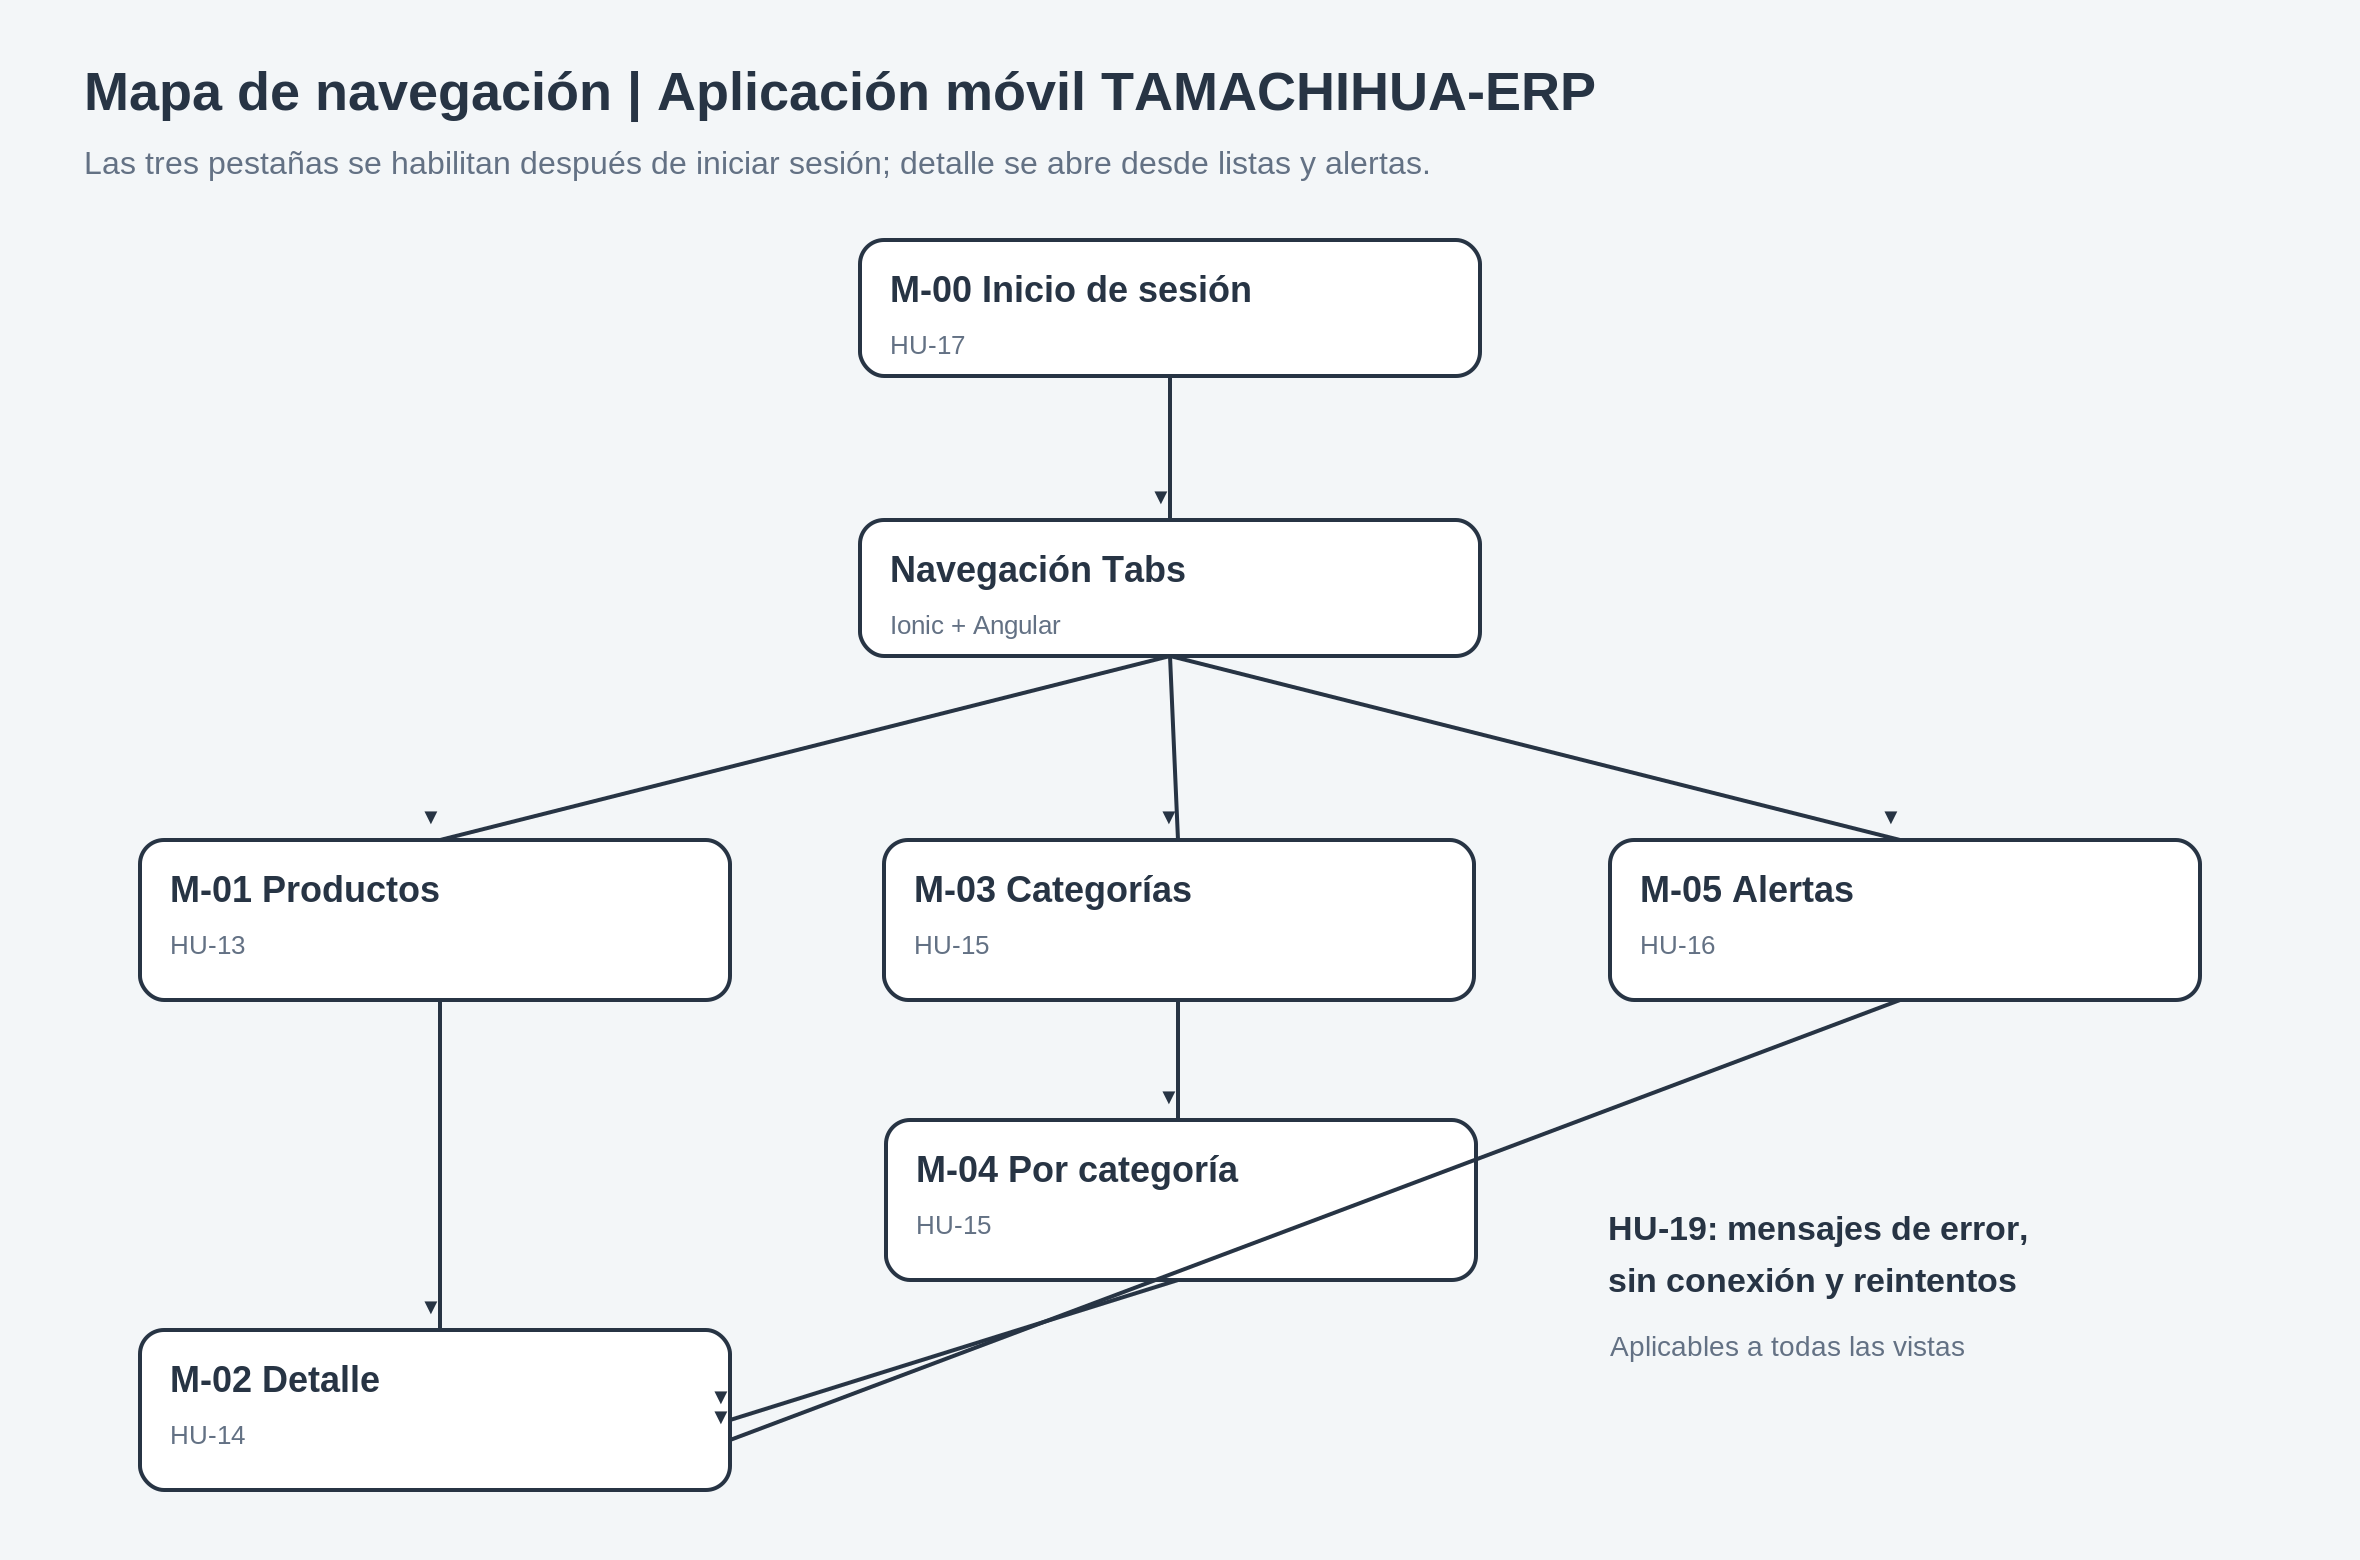 Mapa de navegación | Aplicación móvil TAMACHIHUA-ERP
Las tres pestañas se habilitan después de iniciar sesión; detalle se abre desde listas y alertas.
M-00 Inicio de sesión
HU-17
Navegación Tabs
Ionic + Angular
M-01 Productos
HU-13
M-03 Categorías
HU-15
M-05 Alertas
HU-16
M-04 Por categoría
HU-15
HU-19: mensajes de error,
sin conexión y reintentos
Aplicables a todas las vistas
M-02 Detalle
HU-14